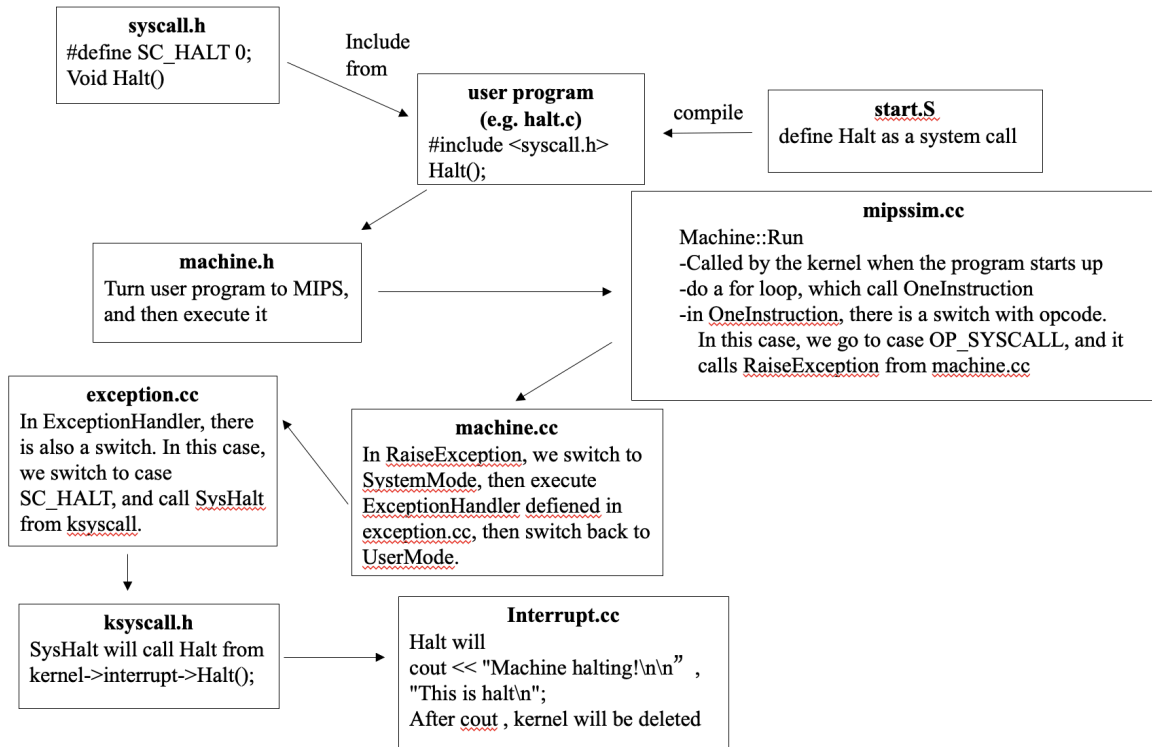 syscall.h
#define SC_HALT 0;
Void Halt()
Include
from
user program
(e.g. halt.c)
#include <syscall.h>
Halt();
compile
start.S
define Halt as a system call
machine.h
Turn user program to MIPS,
and then execute it
mipssim.cc
Machine::Run
-Called by the kernel when the program starts up
-do a for loop, which call OneInstruction
-in OneInstruction, there is a switch with opcode.
In this case, we go to case OP_SYSCALL, and it
calls RaiseException from machine.cc
exception.cc
In ExceptionHandler, there
is also a switch. In this case,
we switch to case
SC_HALT, and call SysHalt
from ksyscall.
machine.cc
In RaiseException, we switch to
SystemMode, then execute
ExceptionHandler defiened in
exception.cc, then switch back to
UserMode.
ksyscall.h
SysHalt will call Halt from
kernel->interrupt->Halt();
Interrupt.cc
Halt will
cout << "Machine halting!\n\n” ,
"This is halt\n";
After cout , kernel will be deleted